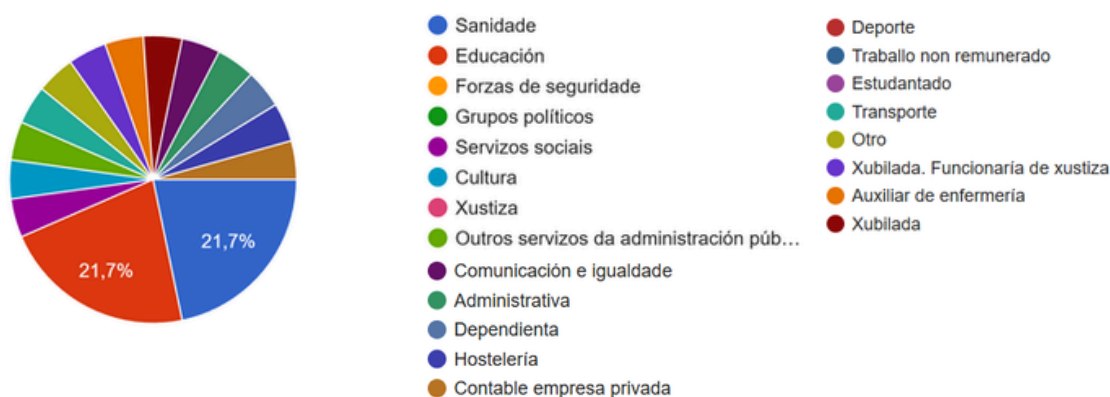 21,7%
21,7%
Sanidade
Educación
Forzas de seguridade
Grupos políticos
Servizos sociais
Cultura
Xustiza
Outros servizos da administración púb…
Comunicación e igualdade
Administrativa
Dependienta
Hostelería
Contable empresa privada
Deporte
Traballo non remunerado
Estudantado
Transporte
Otro
Xubilada. Funcionaría de xustiza
Auxiliar de enfermería
Xubilada